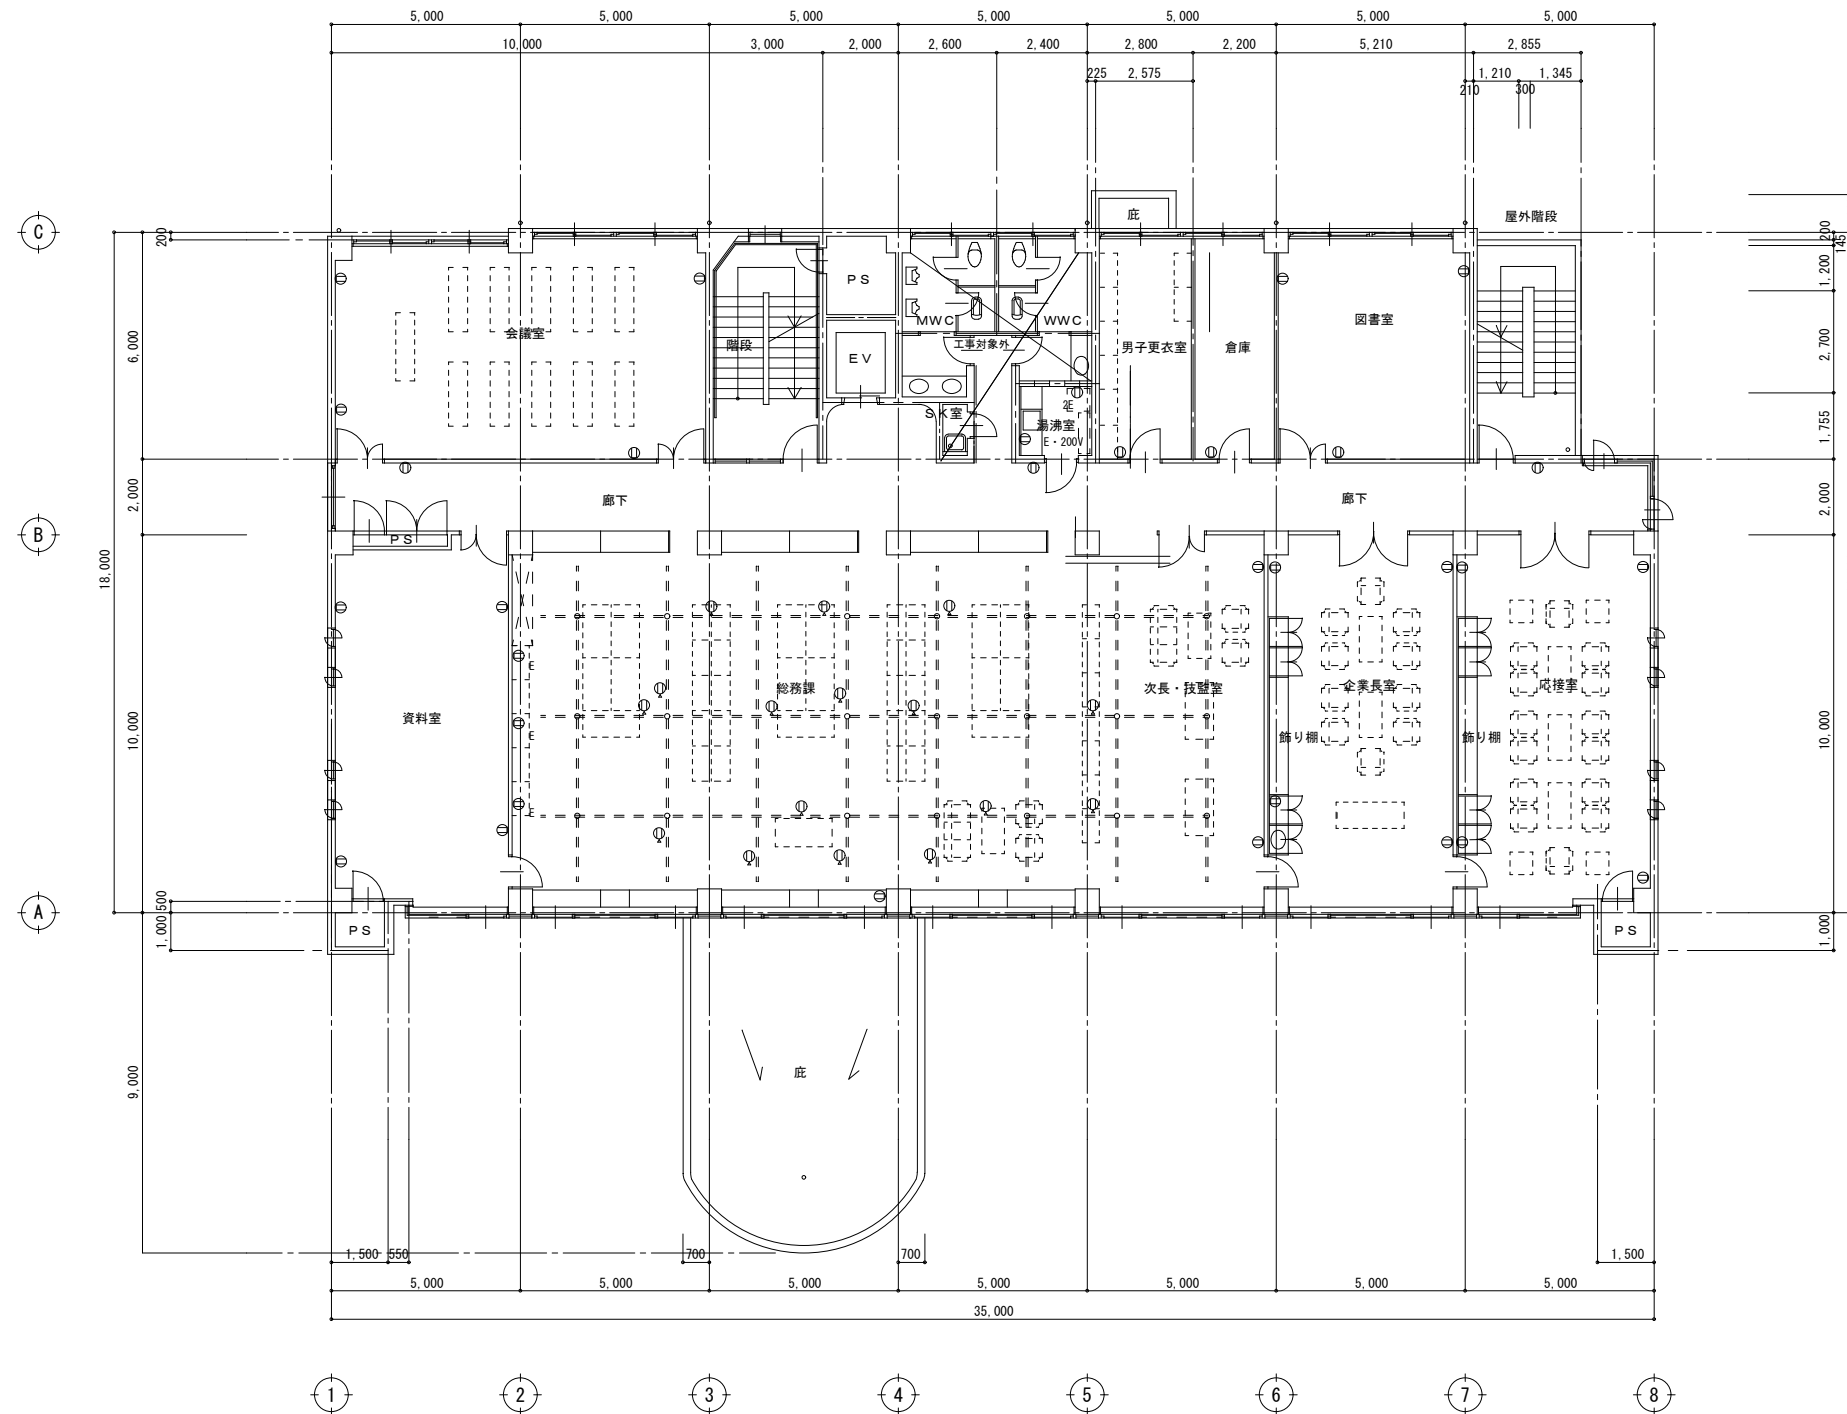 5,000 5,000 5,000 5,000 5,000 5,000 5,000
10,000 3,000 2,000 2,600 2,400 2,800 2,200 5,210 2,855
225 2,575 1,210 1,345
210 300
庇
屋外階段
C
200
200
145
1,200
ＰＳ
会議室
階段
ＥＶ
ＭＷＣ
ＷＷＣ
工事対象外
男子更衣室
倉庫
図書室
6,000
2,700
ＳＫ室
2E
湯沸室
E・200V
1,755
廊下
廊下
2,000
2,000
B
ＰＳ
18,000
E
資料室
総務課
次長・技監室
企業長室
応接室
E
飾り棚
飾り棚
10,000
10,000
E
500
A
1,000
ＰＳ
ＰＳ
1,000
庇
9,000
1,500 550 700 700 1,500
5,000 5,000 5,000 5,000 5,000 5,000 5,000
35,000
1 2 3 4 5 6 7 8